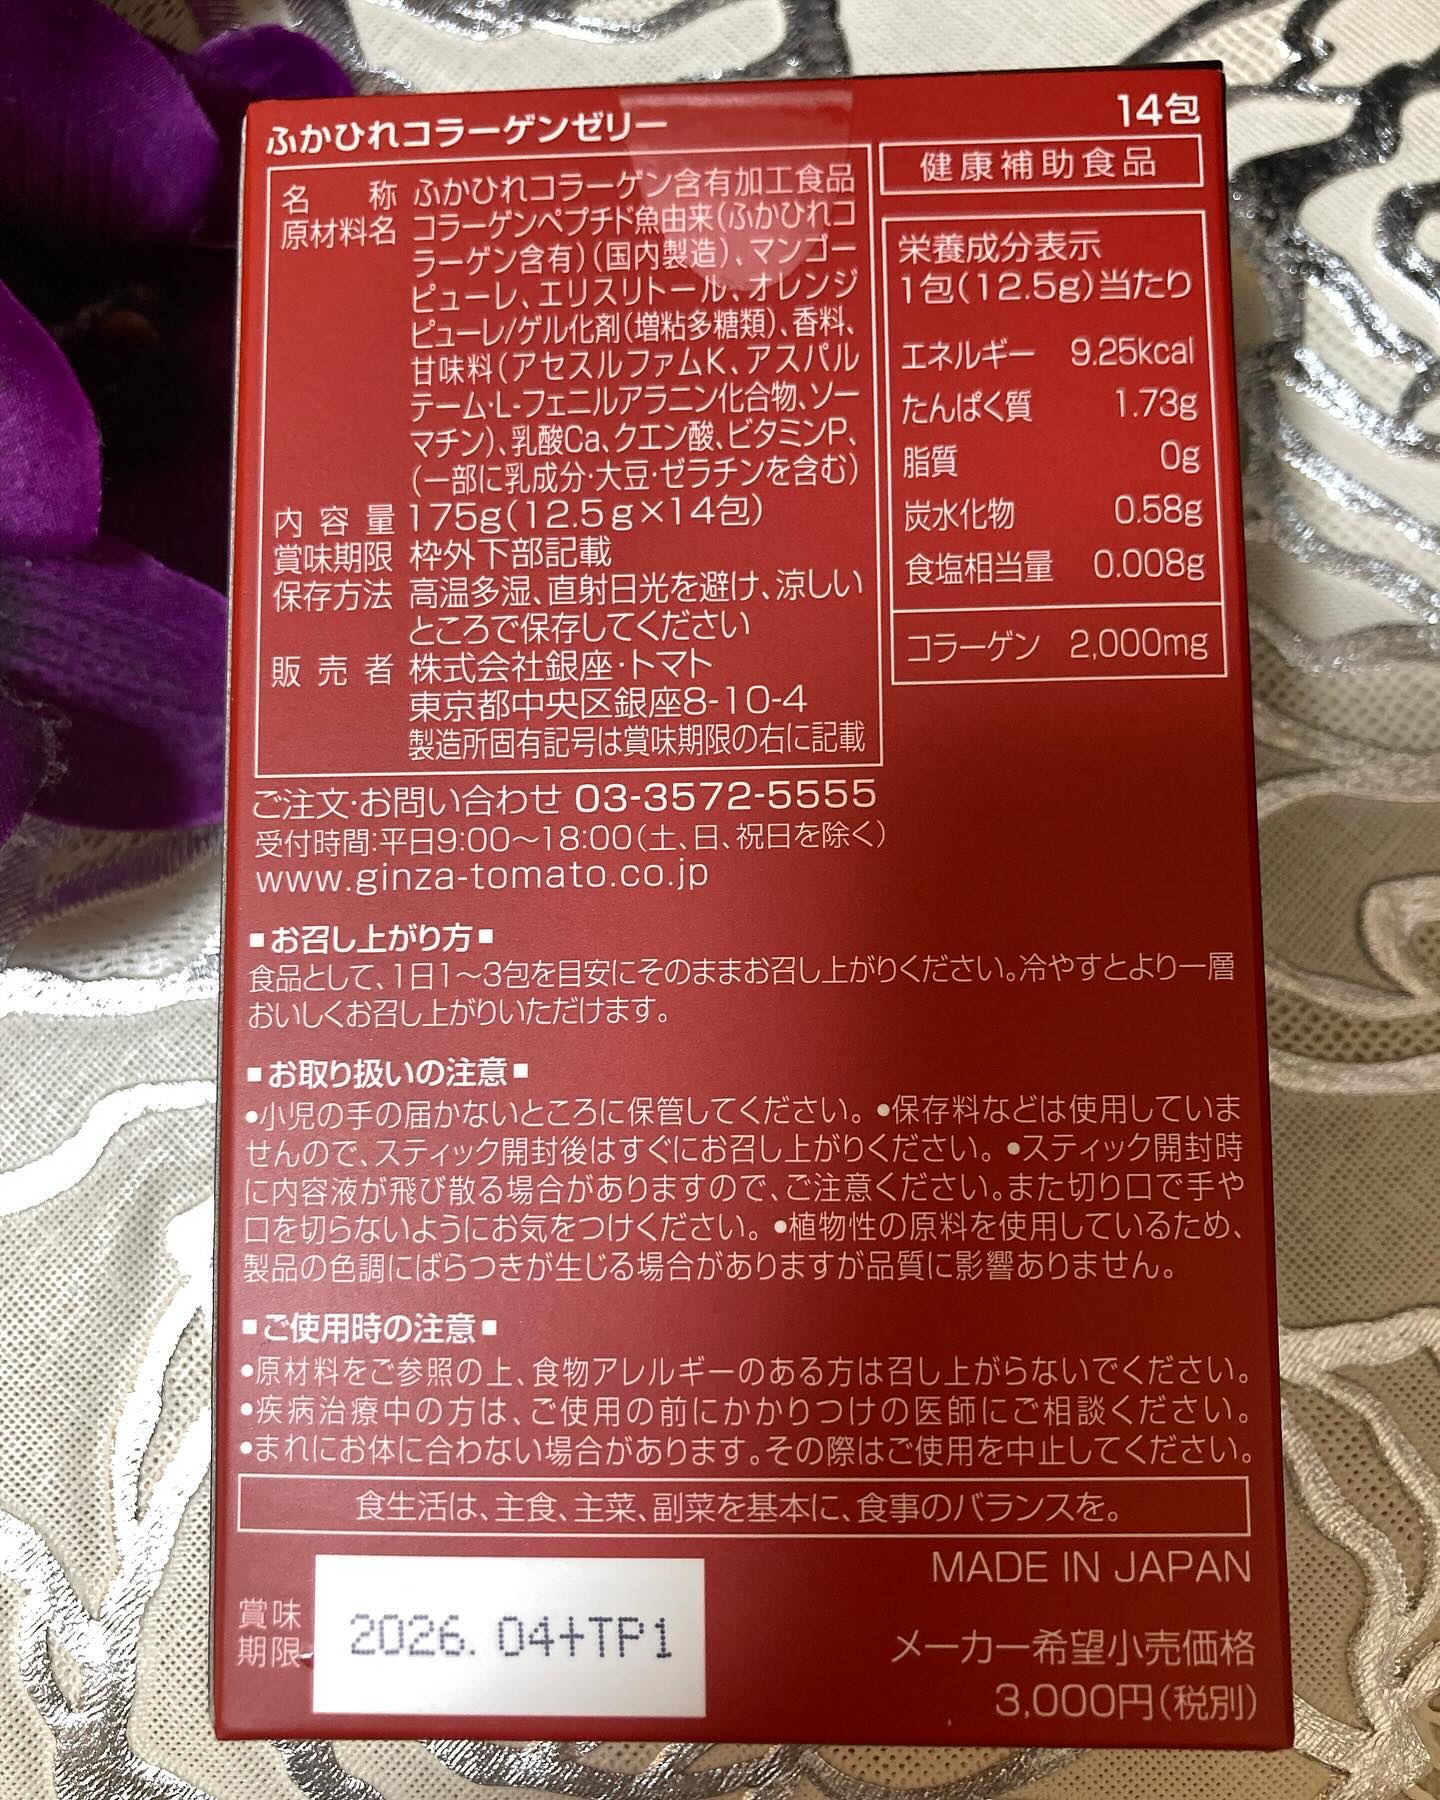 ふかひれコラーゲンゼリー
14包
名称 ふかひれコラーゲン含有加工食品
原材料名 コラーゲンペプチド魚由来(ふかひれコ
ラーゲン含有)(国内製造)、マンゴー
ピューレ、エリスリトール、オレンジ
ピューレ/ゲル化剤(増粘多糖類)、香料、
甘味料(アセスルファムK、アスパル
テーム・L-フェニルアラニン化合物、ソー
マチン)、乳酸Ca、クエン酸、ビタミンP、
(一部に乳成分・大豆・ゼラチンを含む)
内容量 175g(12.5g×14包)
賞味期限 枠外下部記載
保存方法 高温多湿、直射日光を避け、涼しい
ところで保存してください
販売者 株式会社銀座・トマト
東京都中央区銀座8-10-4
製造所固有記号は賞味期限の右に記載
健康補助食品
栄養成分表示
1包(12.5g)当たり
エネルギー 9.25kcal
たんぱく質 1.73g
脂質 0g
炭水化物 0.58g
食塩相当量 0.008g
コラーゲン 2,000mg
ご注文・お問い合わせ 03-3572-5555
受付時間:平日9:00〜18:00(土、日、祝日を除く)
www.ginza-tomato.co.jp
■お召し上がり方■
食品として、1日1〜3包を目安にそのままお召し上がりください。冷やすとより一層
おいしくお召し上がりいただけます。
■お取り扱いの注意■
●小児の手の届かないところに保管してください。●保存料などは使用していま
せんので、スティック開封後はすぐにお召し上がりください。●スティック開封時
に内容液が飛び散る場合がありますので、ご注意ください。また切り口で手や
口を切らないようにお気をつけください。●植物性の原料を使用しているため、
製品の色調にばらつきが生じる場合がありますが品質に影響ありません。
■ご使用時の注意■
●原材料をご参照の上、食物アレルギーのある方は召し上がらないでください。
●疾病治療中の方は、ご使用の前にかかりつけの医師にご相談ください。
●まれにお体に合わない場合があります。その際はご使用を中止してください。
食生活は、主食、主菜、副菜を基本に、食事のバランスを。
MADE IN JAPAN
賞味
期限
2026.04+TP1
メーカー希望小売価格
3,000円(税別)